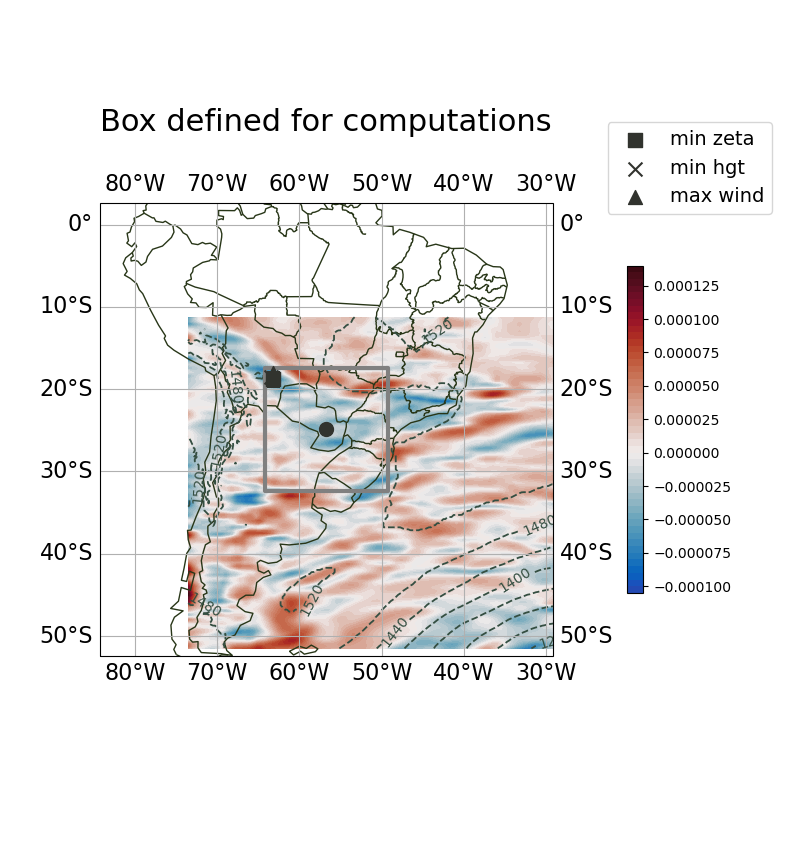 Box defined for computations
min zeta
min hgt
max wind
80°W 70°W 60°W 50°W 40°W 30°W
0° 0°
10°S 10°S
20°S 20°S
30°S 30°S
40°S 40°S
50°S 50°S
80°W 70°W 60°W 50°W 40°W 30°W
0.000125
0.000100
0.000075
0.000050
0.000025
0.000000
−0.000025
−0.000050
−0.000075
−0.000100
1520
1480
1520
1520
1480
1480
1400
1520
1440